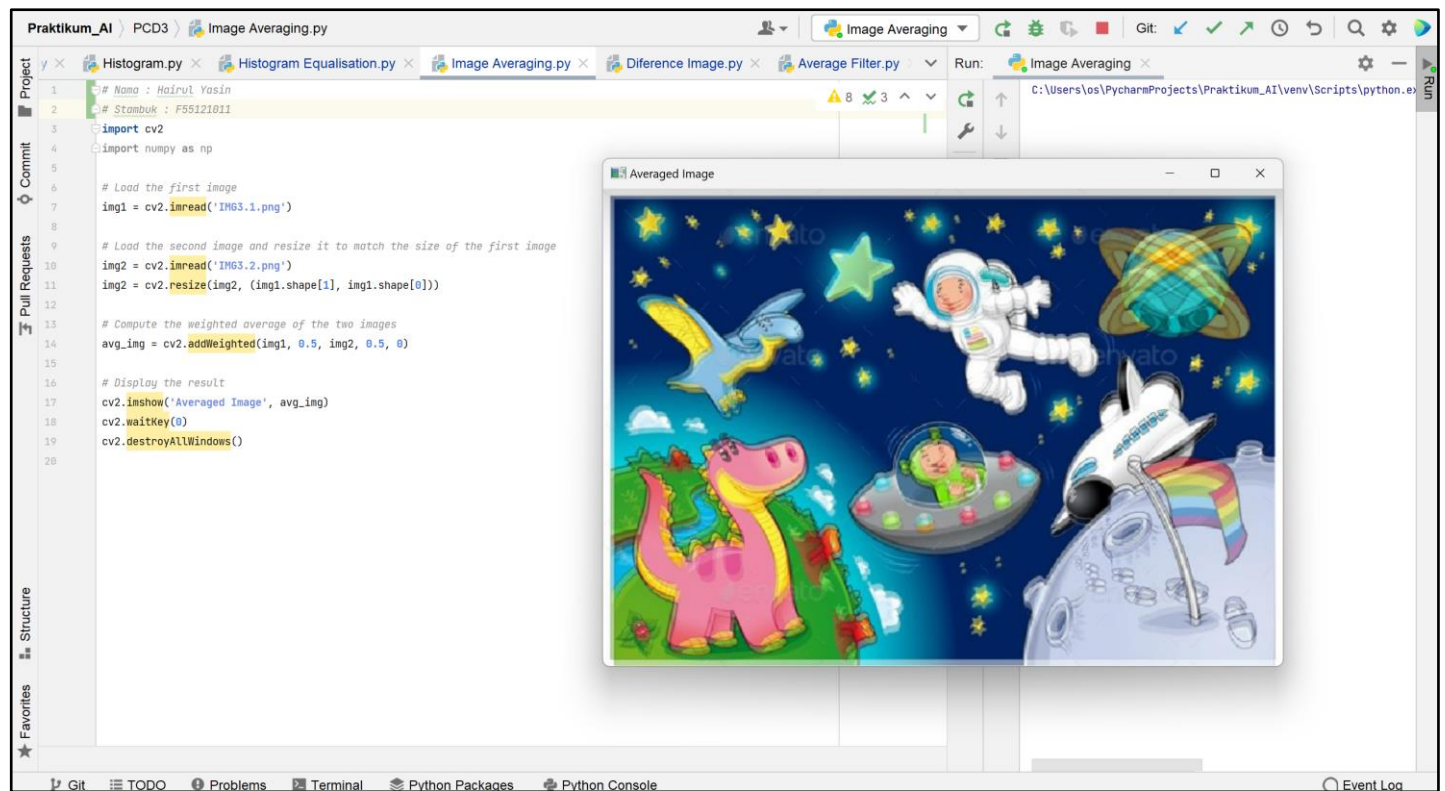 Praktikum_AI PCD3 Image Averaging.py Image Averaging Git:
y Histogram.py Histogram Equalisation.py Image Averaging.py Diference Image.py Average Filter.py Run: Image Averaging
Project
Commit
Pull Requests
Structure
Favorites
Run
8 3
1 # Nama : Hairul Yasin
2 # Stambuk : F55121011
3 import cv2
4 import numpy as np
5
6 # Load the first image
7 img1 = cv2.imread('IMG3.1.png')
8
9 # Load the second image and resize it to match the size of the first image
10 img2 = cv2.imread('IMG3.2.png')
11 img2 = cv2.resize(img2, (img1.shape[1], img1.shape[0]))
12
13 # Compute the weighted average of the two images
14 avg_img = cv2.addWeighted(img1, 0.5, img2, 0.5, 0)
15
16 # Display the result
17 cv2.imshow('Averaged Image', avg_img)
18 cv2.waitKey(0)
19 cv2.destroyAllWindows()
20
C:\Users\os\PycharmProjects\Praktikum_AI\venv\Scripts\python.ex
Averaged Image
envato
envato
Git TODO Problems Terminal Python Packages Python Console Event Log